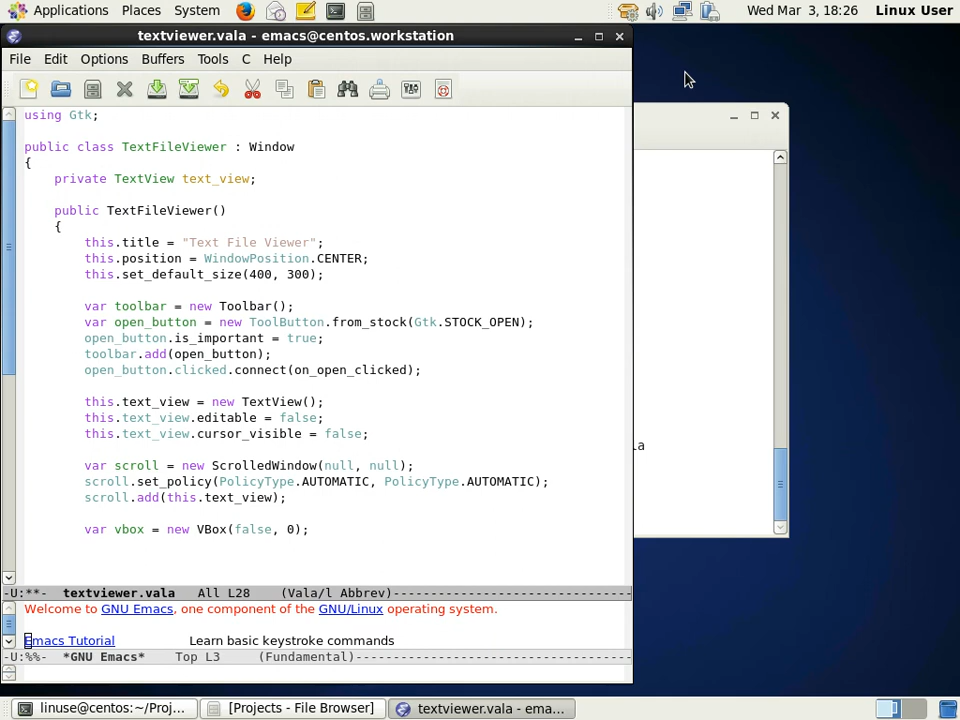 Applications Places System Wed Mar 3, 18:26 Linux User
textviewer.vala - emacs@centos.workstation
File Edit Options Buffers Tools C Help
using Gtk;
public class TextFileViewer : Window
{
private TextView text_view;
public TextFileViewer()
{
this.title = "Text File Viewer";
this.position = WindowPosition.CENTER;
this.set_default_size(400, 300);
var toolbar = new Toolbar();
var open_button = new ToolButton.from_stock(Gtk.STOCK_OPEN);
open_button.is_important = true;
toolbar.add(open_button);
open_button.clicked.connect(on_open_clicked);
this.text_view = new TextView();
this.text_view.editable = false;
this.text_view.cursor_visible = false;
var scroll = new ScrolledWindow(null, null);
scroll.set_policy(PolicyType.AUTOMATIC, PolicyType.AUTOMATIC);
scroll.add(this.text_view);
var vbox = new VBox(false, 0);
-U:**- textviewer.vala All L28 (Vala/l Abbrev)--------------------------------
Welcome to GNU Emacs, one component of the GNU/Linux operating system.
Emacs Tutorial Learn basic keystroke commands
-U:%%- *GNU Emacs* Top L3 (Fundamental)-------------------------------------
linuse@centos:~/Proj... [Projects - File Browser] textviewer.vala - ema...